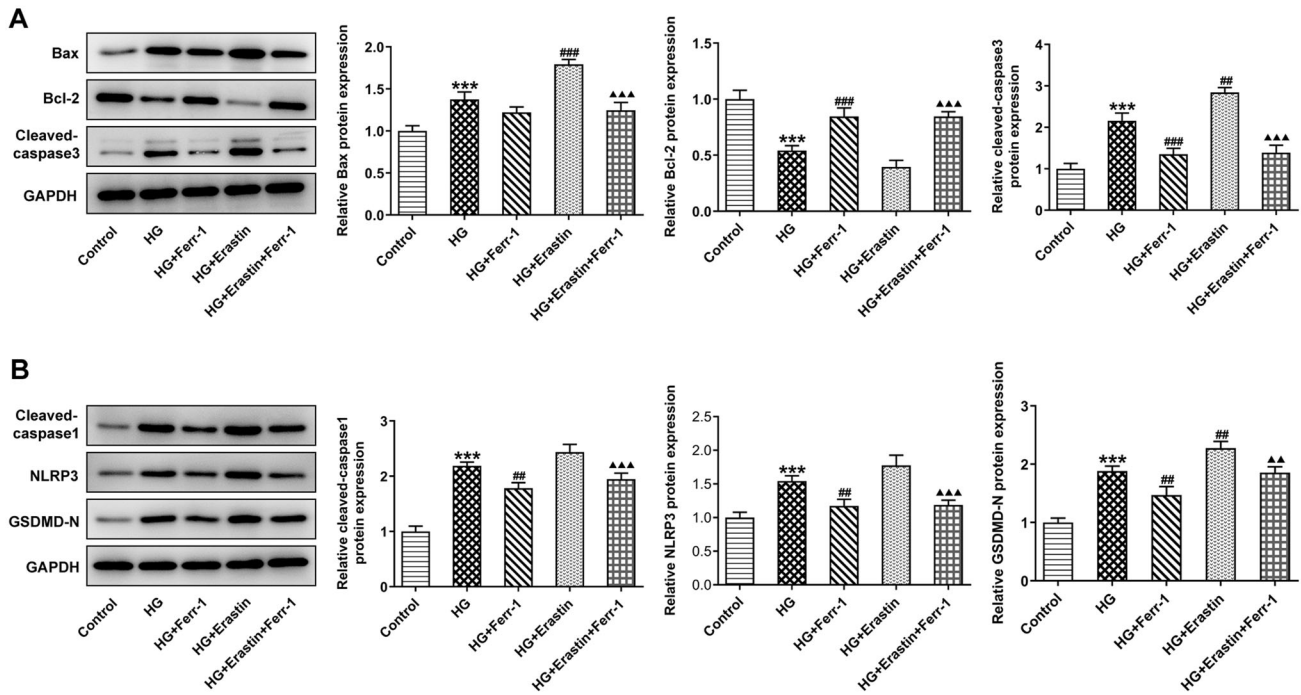 A
Bax
Bcl-2
Cleaved-
caspase3
GAPDH
Control
HG
HG+Ferr-1
HG+Erastin
HG+Erastin+Ferr-1
Relative Bax protein expression
2.0
1.5
1.0
0.5
0.0
***
###
▲▲▲
Control
HG
HG+Ferr-1
HG+Erastin
HG+Erastin+Ferr-1
Relative Bcl-2 protein expression
1.5
1.0
0.5
0.0
***
###
▲▲▲
Control
HG
HG+Ferr-1
HG+Erastin
HG+Erastin+Ferr-1
Relative cleaved-caspase3
protein expression
4
3
2
1
0
***
###
##
▲▲▲
Control
HG
HG+Ferr-1
HG+Erastin
HG+Erastin+Ferr-1
B
Cleaved-
caspase1
NLRP3
GSDMD-N
GAPDH
Control
HG
HG+Ferr-1
HG+Erastin
HG+Erastin+Ferr-1
Relative cleaved-caspase1
protein expression
3
2
1
0
***
##
▲▲▲
Control
HG
HG+Ferr-1
HG+Erastin
HG+Erastin+Ferr-1
Relative NLRP3 protein expression
2.5
2.0
1.5
1.0
0.5
0.0
***
##
▲▲▲
Control
HG
HG+Ferr-1
HG+Erastin
HG+Erastin+Ferr-1
Relative GSDMD-N protein expression
3
2
1
0
***
##
##
▲▲
Control
HG
HG+Ferr-1
HG+Erastin
HG+Erastin+Ferr-1